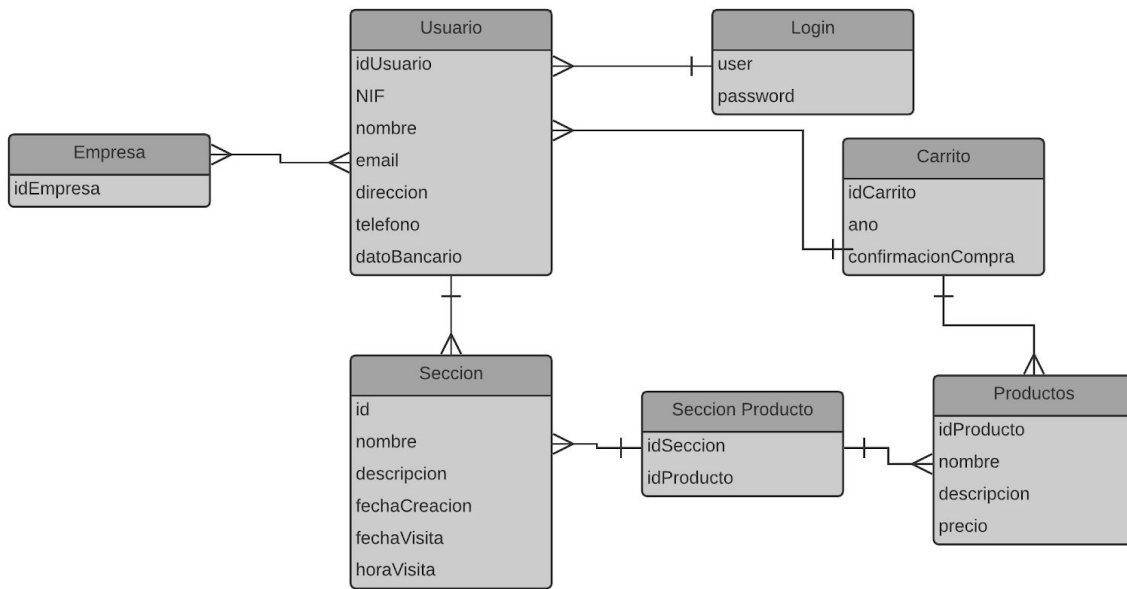 Usuario
idUsuario
NIF
nombre
email
direccion
telefono
datoBancario
Login
user
password
Empresa
idEmpresa
Carrito
idCarrito
ano
confirmacionCompra
Seccion
id
nombre
descripcion
fechaCreacion
fechaVisita
horaVisita
Seccion Producto
idSeccion
idProducto
Productos
idProducto
nombre
descripcion
precio